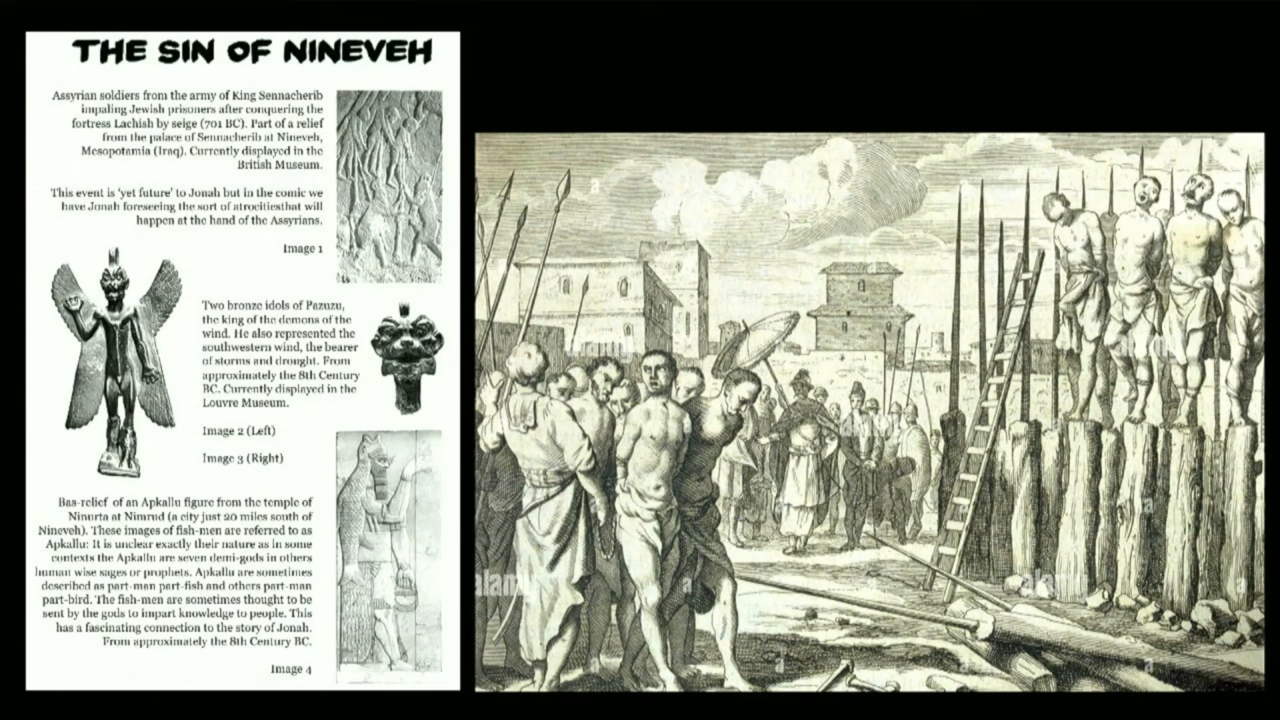 THE SIN OF NINEVEH
Assyrian soldiers from the army of King Sennacherib
impaling Jewish prisoners after conquering the
fortress Lachish by seige (701 BC). Part of a relief
from the palace of Sennacherib at Nineveh,
Mesopotamia (Iraq). Currently displayed in the
British Museum.
This event is 'yet future' to Jonah but in the comic we
have Jonah foreseeing the sort of atrocitiesthat will
happen at the hand of the Assyrians.
Image 1
Two bronze idols of Pazuzu,
the king of the demons of the
wind. He also represented the
southwestern wind, the bearer
of storms and drought. From
approximately the 8th Century
BC. Currently displayed in the
Louvre Museum.
Image 2 (Left)
Image 3 (Right)
Bas-relief of an Apkallu figure from the temple of
Ninurta at Nimrud (a city just 20 miles south of
Nineveh). These images of fish-men are referred to as
Apkallu: It is unclear exactly their nature as in some
contexts the Apkallu are seven demi-gods in others
human wise sages or prophets. Apkallu are sometimes
described as part-man part-fish and others part-man
part-bird. The fish-men are sometimes thought to be
sent by the gods to impart knowledge to people. This
has a fascinating connection to the story of Jonah.
From approximately the 8th Century BC.
Image 4
a
alamy
alamy
a
a
a